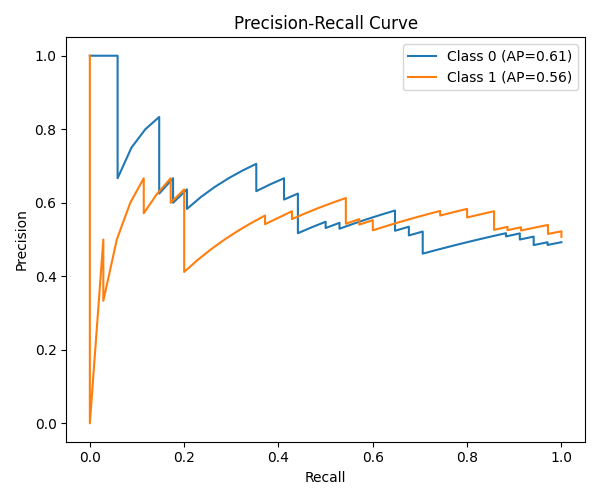 Precision-Recall Curve
Class 0 (AP=0.61)
Class 1 (AP=0.56)
Precision
1.0
0.8
0.6
0.4
0.2
0.0
0.0 0.2 0.4 0.6 0.8 1.0
Recall